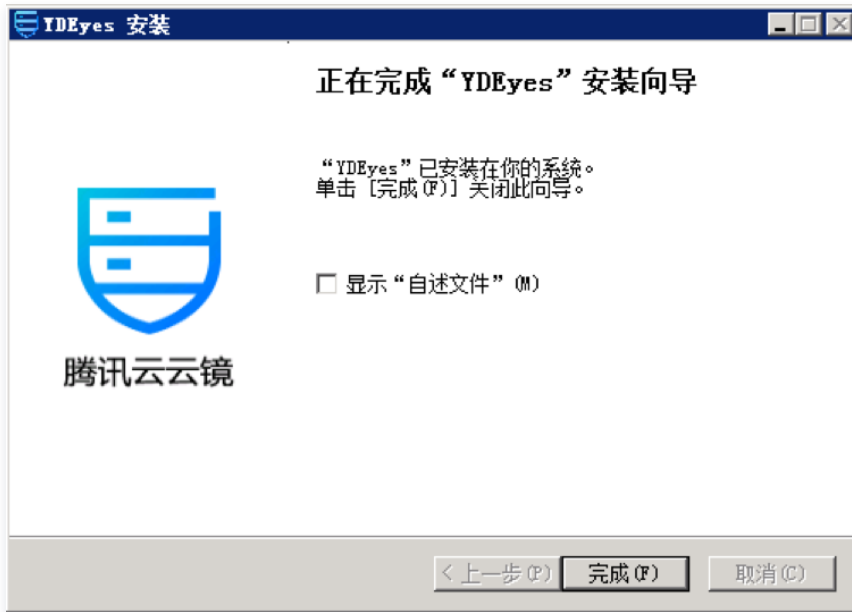 YDEyes 安装
正在完成“YDEyes”安装向导
“YDEyes”已安装在你的系统。
单击 [完成(F)] 关闭此向导。
显示“自述文件”(M)
腾讯云云镜
< 上一步(P)
完成(F)
取消(C)